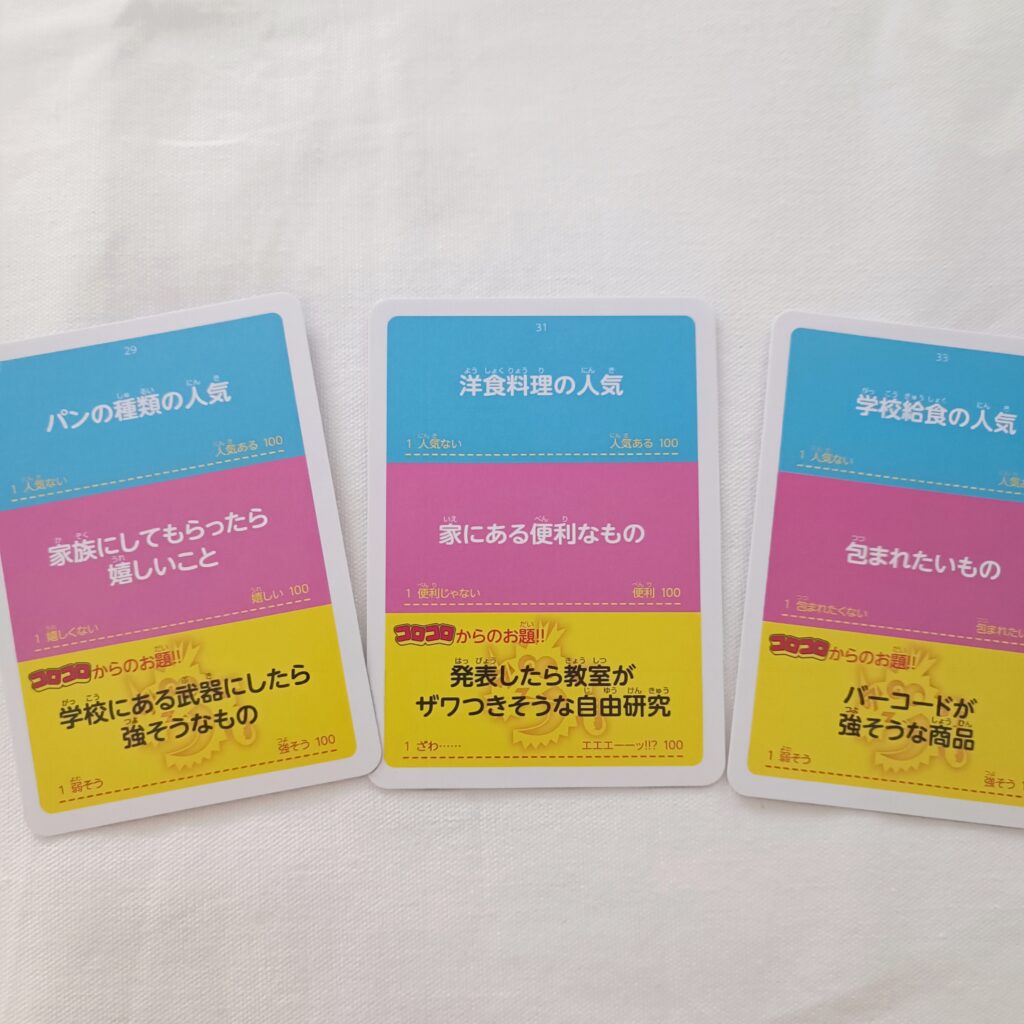 29
パンの種類の人気
1 人気ない 人気ある 100
家族にしてもらったら
嬉しいこと
1 嬉しくない 嬉しい 100
コロコロからのお題!!
学校にある武器にしたら
強そうなもの
1 弱そう 強そう 100
31
洋食料理の人気
1 人気ない 人気ある 100
家にある便利なもの
1 便利じゃない 便利 100
コロコロからのお題!!
発表したら教室が
ザワつきそうな自由研究
1 ざわ…… エエエーーッ!!? 100
33
学校給食の人気
1 人気ない 人気
包まれたいもの
1 包まれたくない 包まれたい
コロコロからのお題!!
バーコードが
強そうな商品
1 弱そう 強そう